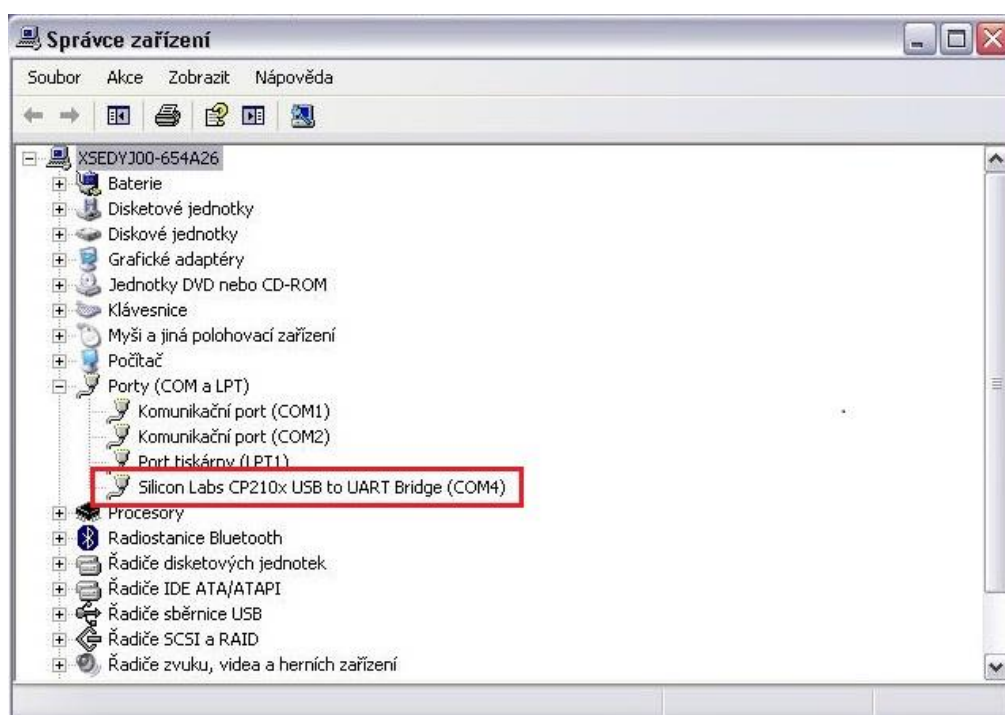 Správce zařízení
Soubor Akce Zobrazit Nápověda
XSEDYJ00-654A26
Baterie
Disketové jednotky
Diskové jednotky
Grafické adaptéry
Jednotky DVD nebo CD-ROM
Klávesnice
Myši a jiná polohovací zařízení
Počítač
Porty (COM a LPT)
Komunikační port (COM1)
Komunikační port (COM2)
Port tiskárny (LPT1)
Silicon Labs CP210x USB to UART Bridge (COM4)
Procesory
Radiostanice Bluetooth
Řadiče disketových jednotek
Řadiče IDE ATA/ATAPI
Řadiče sběrnice USB
Řadiče SCSI a RAID
Řadiče zvuku, videa a herních zařízení